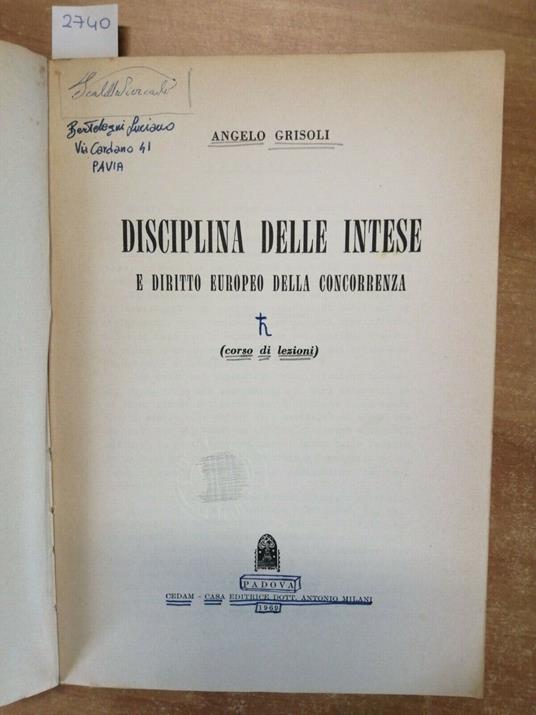 2740
Bertolegni Luciano
Via Cardano 41
PAVIA
ANGELO GRISOLI
DISCIPLINA DELLE INTESE
E DIRITTO EUROPEO DELLA CONCORRENZA
(corso di lezioni)
PADOVA
CEDAM - CASA EDITRICE DOTT. ANTONIO MILANI
1969